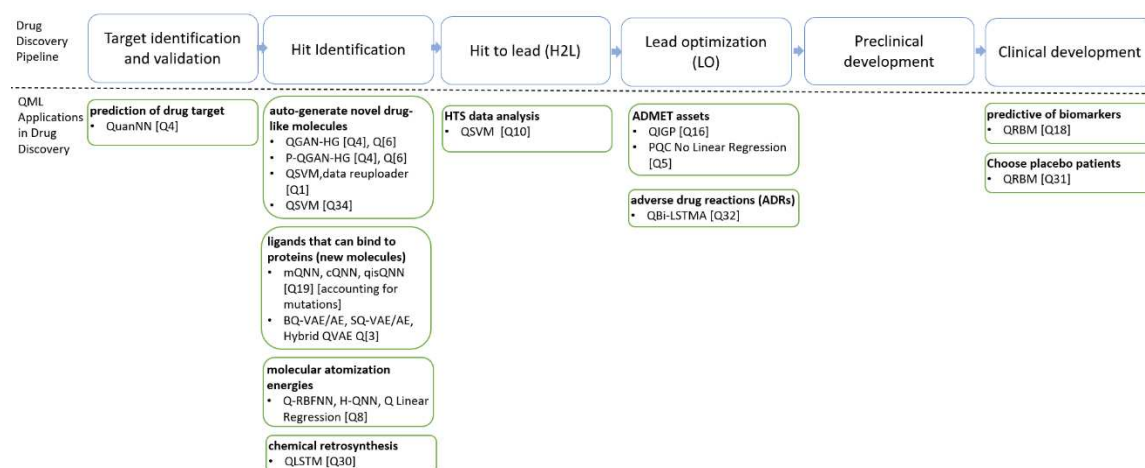 Drug
Discovery
Pipeline
Target identification
and validation
Hit Identification
Hit to lead (H2L)
Lead optimization
(LO)
Preclinical
development
Clinical development
QML
Applications
in Drug
Discovery
prediction of drug target
• QuanNN [Q4]
auto-generate novel drug-
like molecules
• QGAN-HG [Q4], Q[6]
• P-QGAN-HG [Q4], Q[6]
• QSVM,data reuploader
[Q1]
• QSVM [Q34]
ligands that can bind to
proteins (new molecules)
• mQNN, cQNN, qisQNN
[Q19] [accounting for
mutations]
• BQ-VAE/AE, SQ-VAE/AE,
Hybrid QVAE Q[3]
molecular atomization
energies
• Q-RBFNN, H-QNN, Q Linear
Regression [Q8]
chemical retrosynthesis
• QLSTM [Q30]
HTS data analysis
• QSVM [Q10]
ADMET assets
• QIGP [Q16]
• PQC No Linear Regression
[Q5]
adverse drug reactions (ADRs)
• QBi-LSTMA [Q32]
predictive of biomarkers
• QRBM [Q18]
Choose placebo patients
• QRBM [Q31]